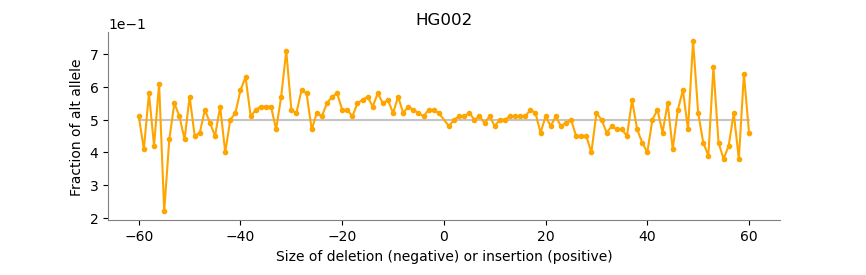 HG002
1e−1
Fraction of alt allele
7
6
5
4
3
2
−60 −40 −20 0 20 40 60
Size of deletion (negative) or insertion (positive)